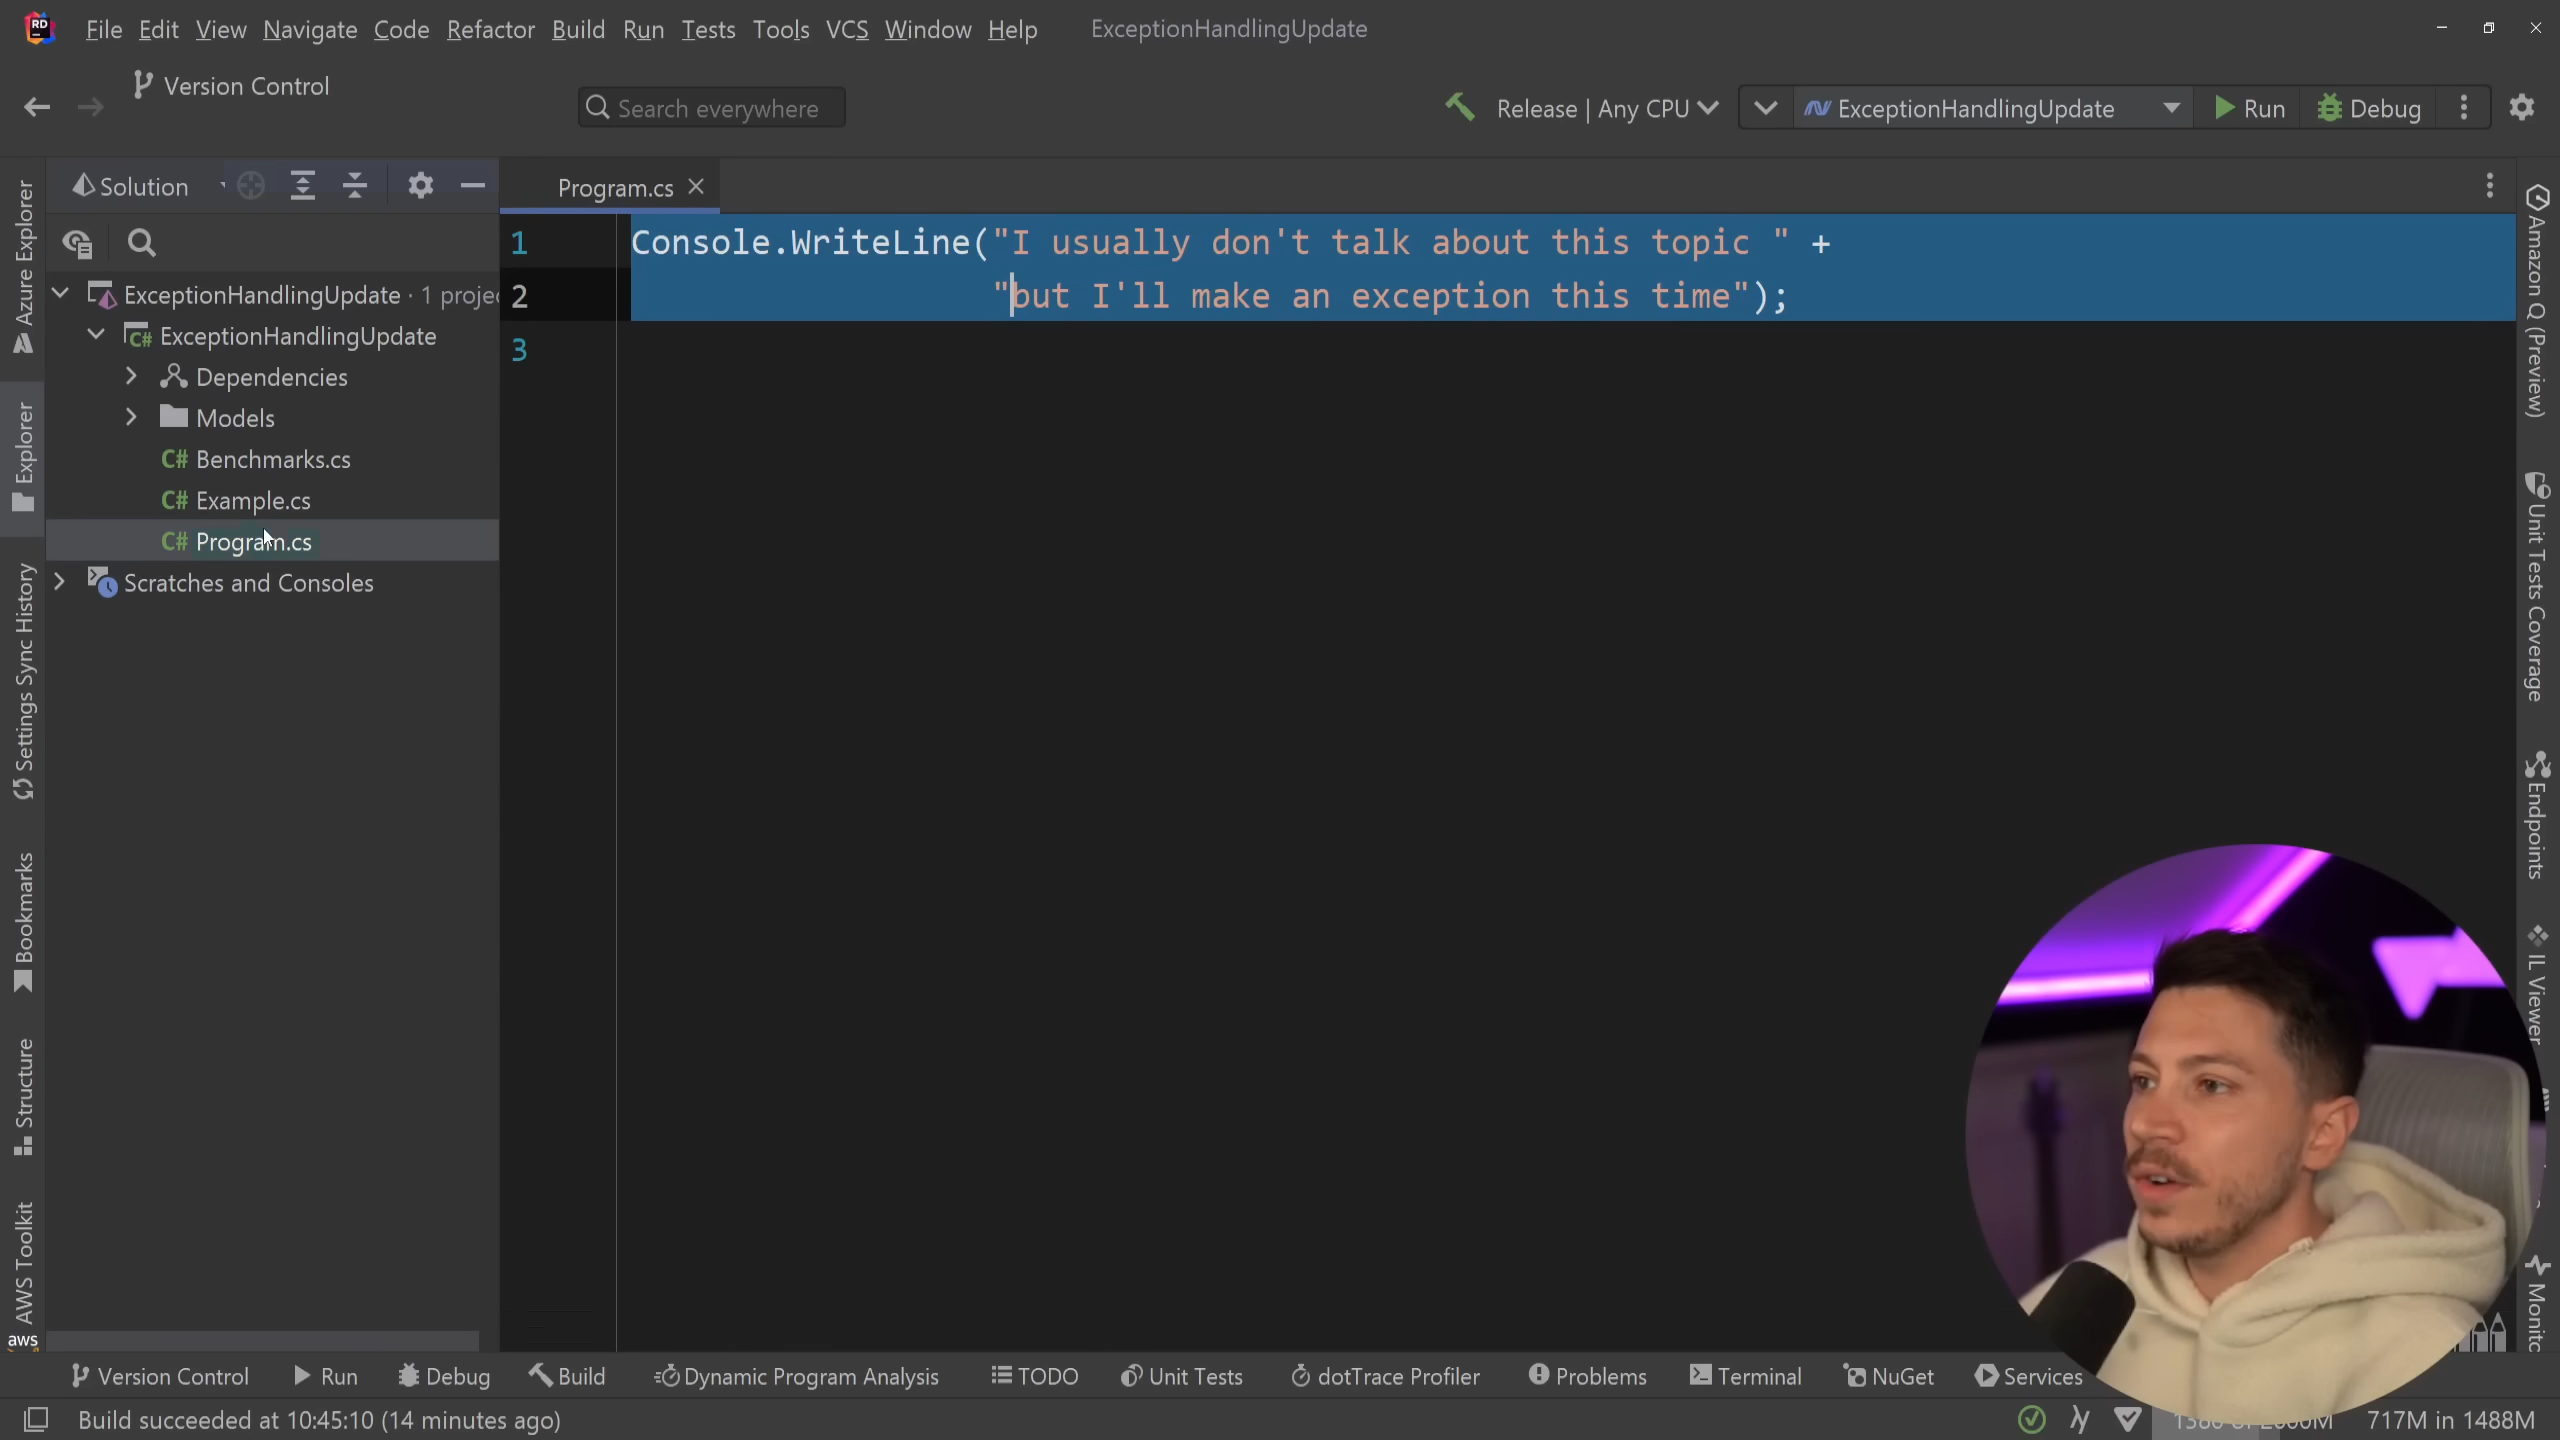 RD
File Edit View Navigate Code Refactor Build Run Tests Tools VCS Window Help ExceptionHandlingUpdate
Version Control
Search everywhere
Release | Any CPU
ExceptionHandlingUpdate
Run
Debug
Solution
Program.cs
1 Console.WriteLine("I usually don't talk about this topic " +
2 "but I'll make an exception this time");
3
ExceptionHandlingUpdate · 1 projec
C# ExceptionHandlingUpdate
Dependencies
Models
C# Benchmarks.cs
C# Example.cs
C# Program.cs
Scratches and Consoles
Azure Explorer
Explorer
Settings Sync History
Bookmarks
Structure
AWS Toolkit
aws
Amazon Q (Preview)
Unit Tests Coverage
Endpoints
IL Viewer
Monito
Version Control Run Debug Build Dynamic Program Analysis TODO Unit Tests dotTrace Profiler Problems Terminal NuGet Services
Build succeeded at 10:45:10 (14 minutes ago)
717M in 1488M